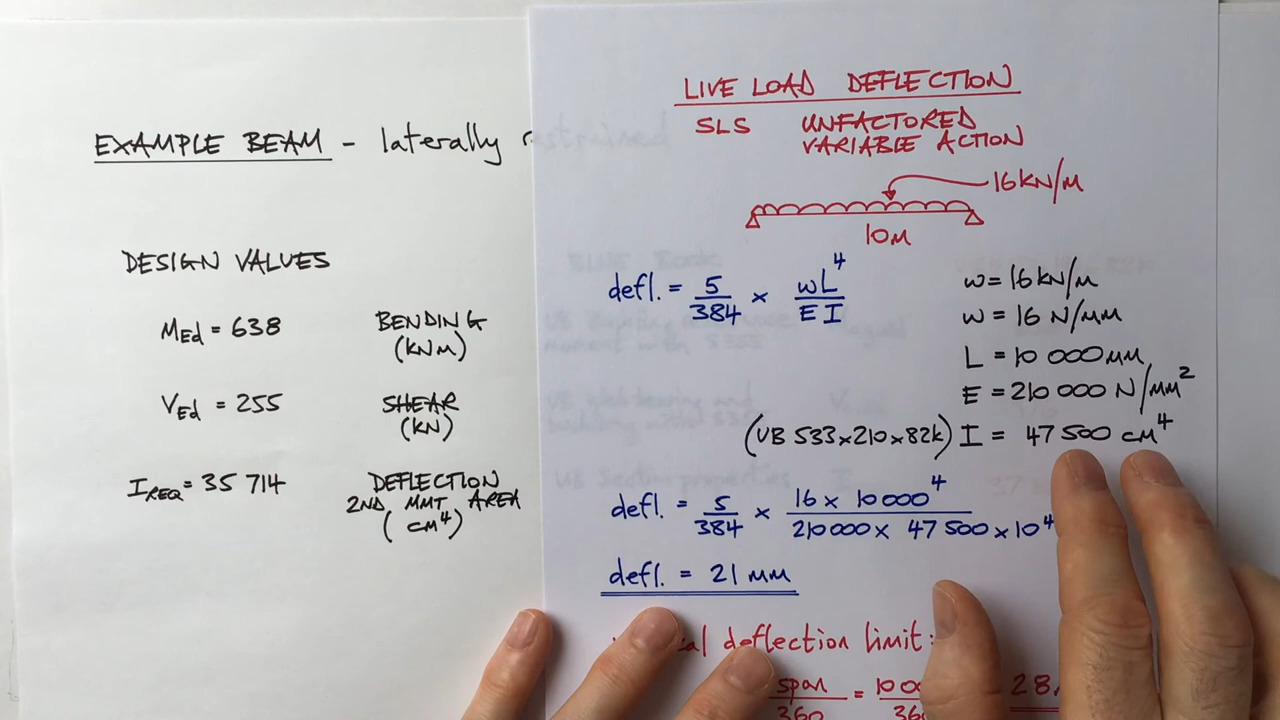 EXAMPLE BEAM - laterally restrained
DESIGN VALUES
MEd = 638 BENDING
(KNM)
VEd = 255 SHEAR
(KN)
IREQ = 35 714 DEFLECTION
2ND MMT AREA
(cm⁴)
LIVE LOAD DEFLECTION
SLS UNFACTORED
VARIABLE ACTION
16KN/M
10M
defl. = 5/384 × wL⁴/EI
w = 16KN/M
w = 16 N/MM
L = 10 000MM
E = 210 000 N/MM²
(UB 533×210×82k) I = 47 500 cm⁴
defl. = 5/384 × 16 × 10 000⁴/210 000 × 47 500 × 10⁴
defl. = 21 MM
deflection limit:
span/360 =